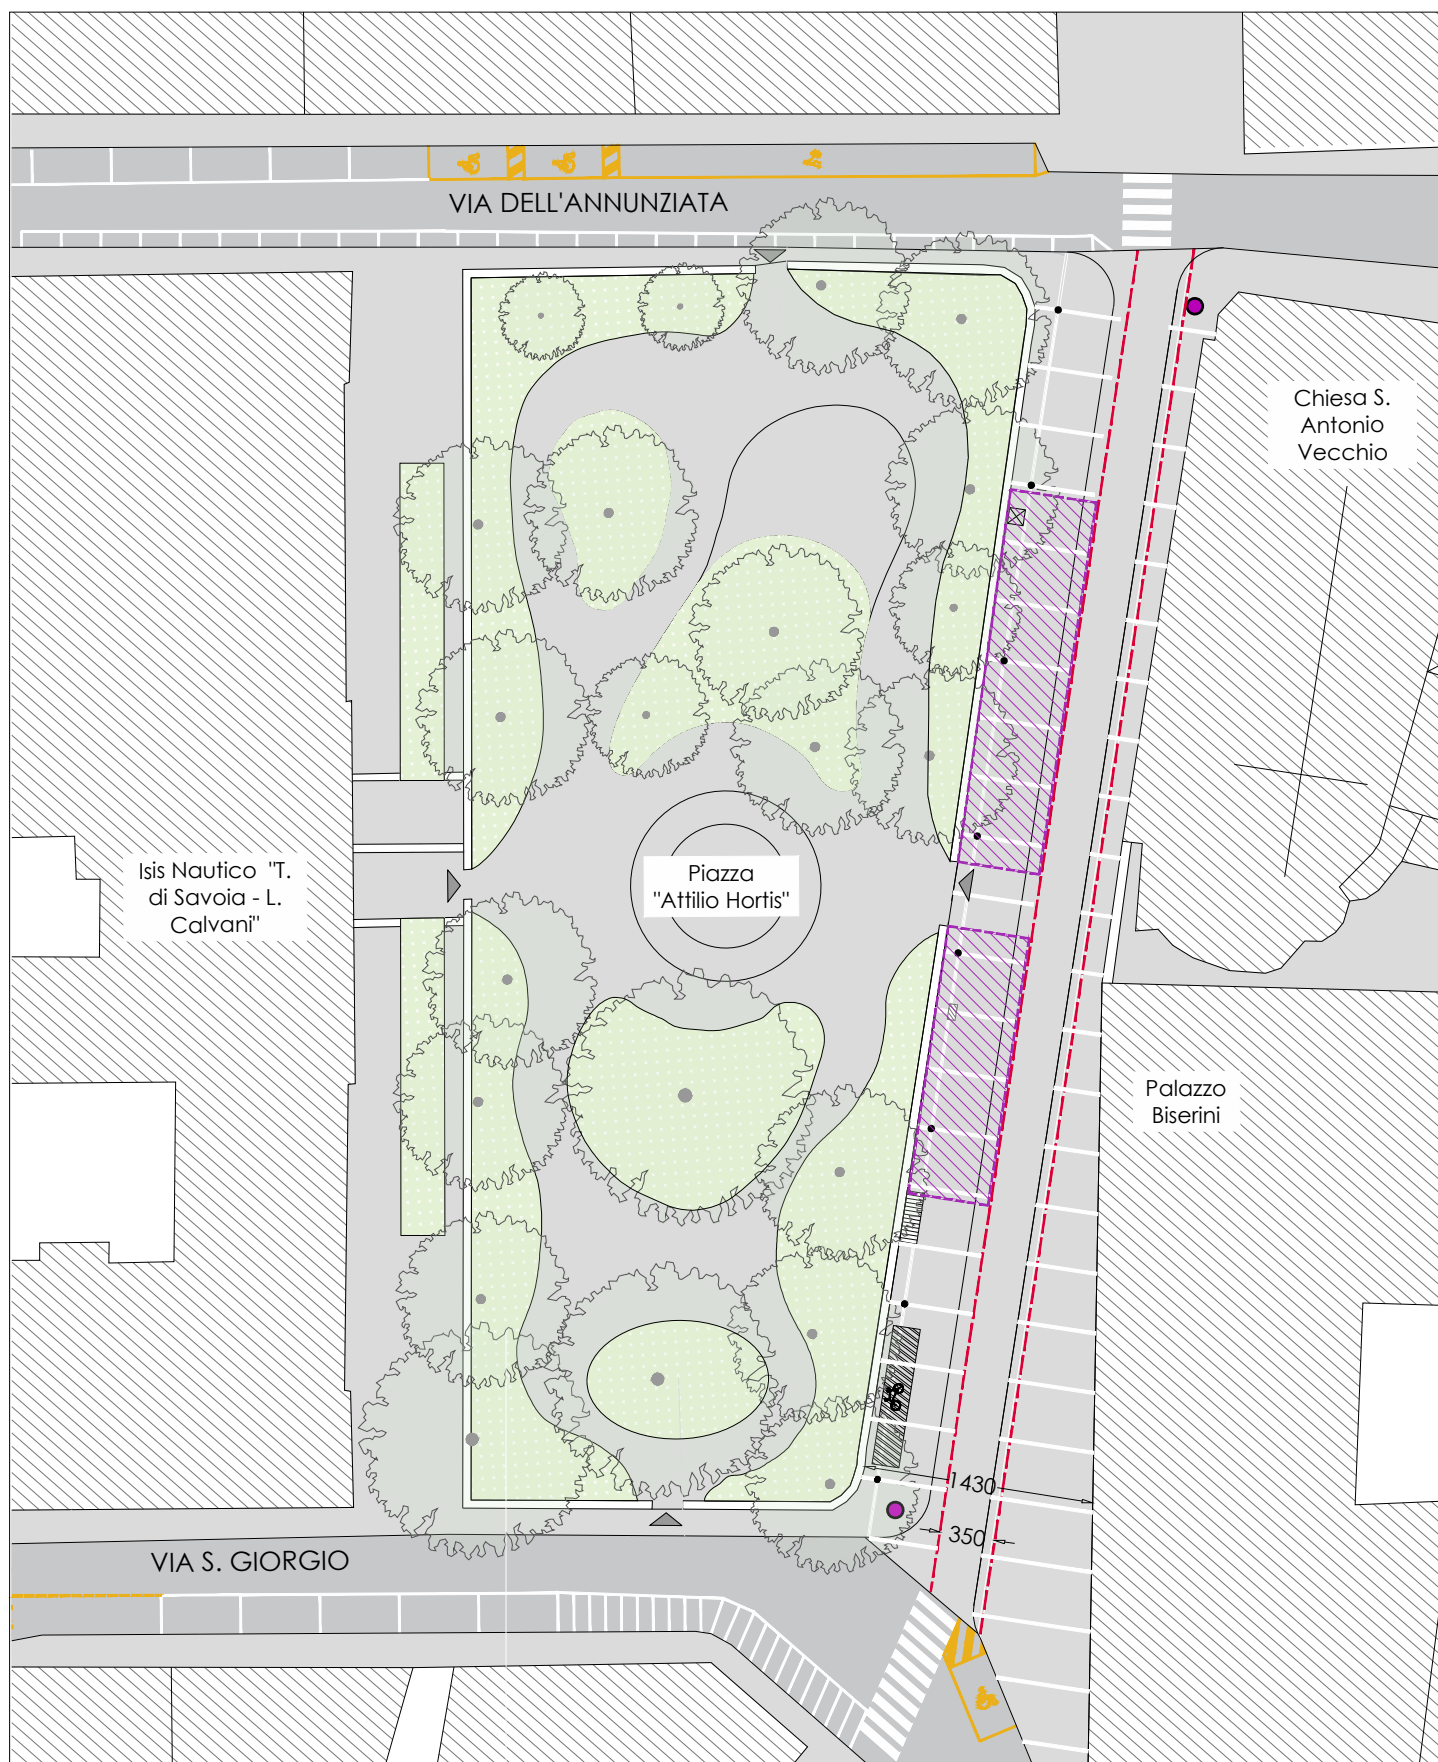 VIA DELL'ANNUNZIATA
Chiesa S.
Antonio
Vecchio
Isis Nautico "T.
di Savoia - L.
Calvani"
Piazza
"Attilio Hortis"
Palazzo
Biserini
1430
350
VIA S. GIORGIO